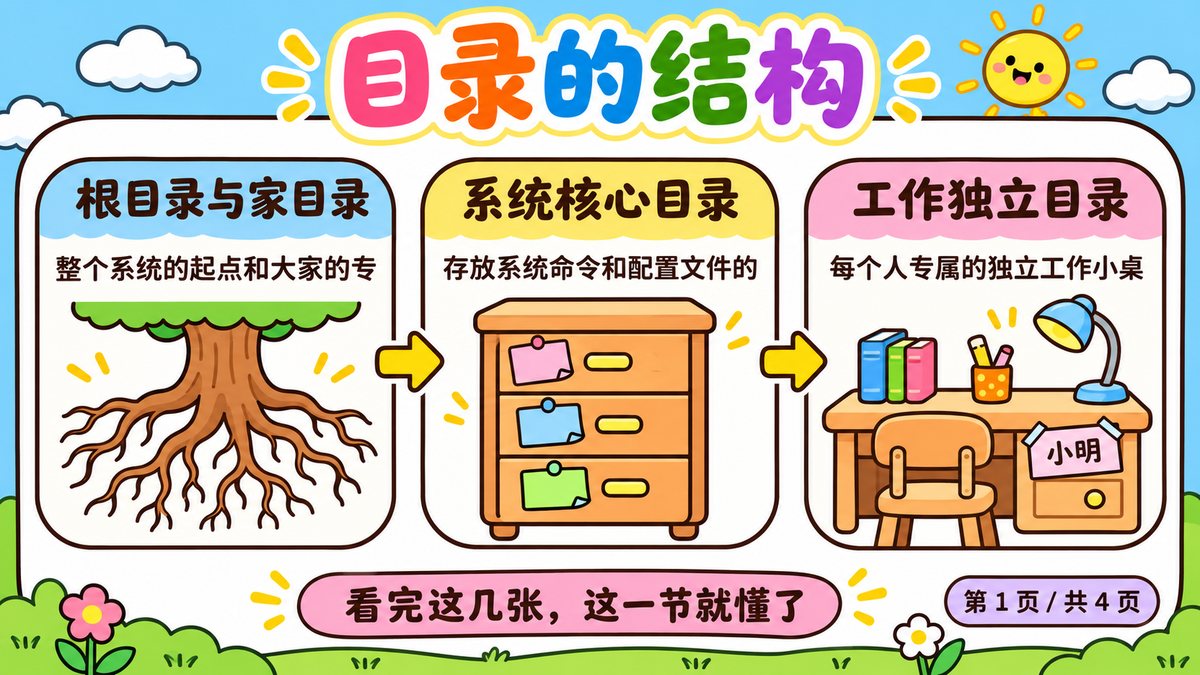 目录的结构
根目录与家目录
整个系统的起点和大家的专
系统核心目录
存放系统命令和配置文件的
工作独立目录
每个人专属的独立工作小桌
小明
看完这几张，这一节就懂了
第 1 页 / 共 4 页